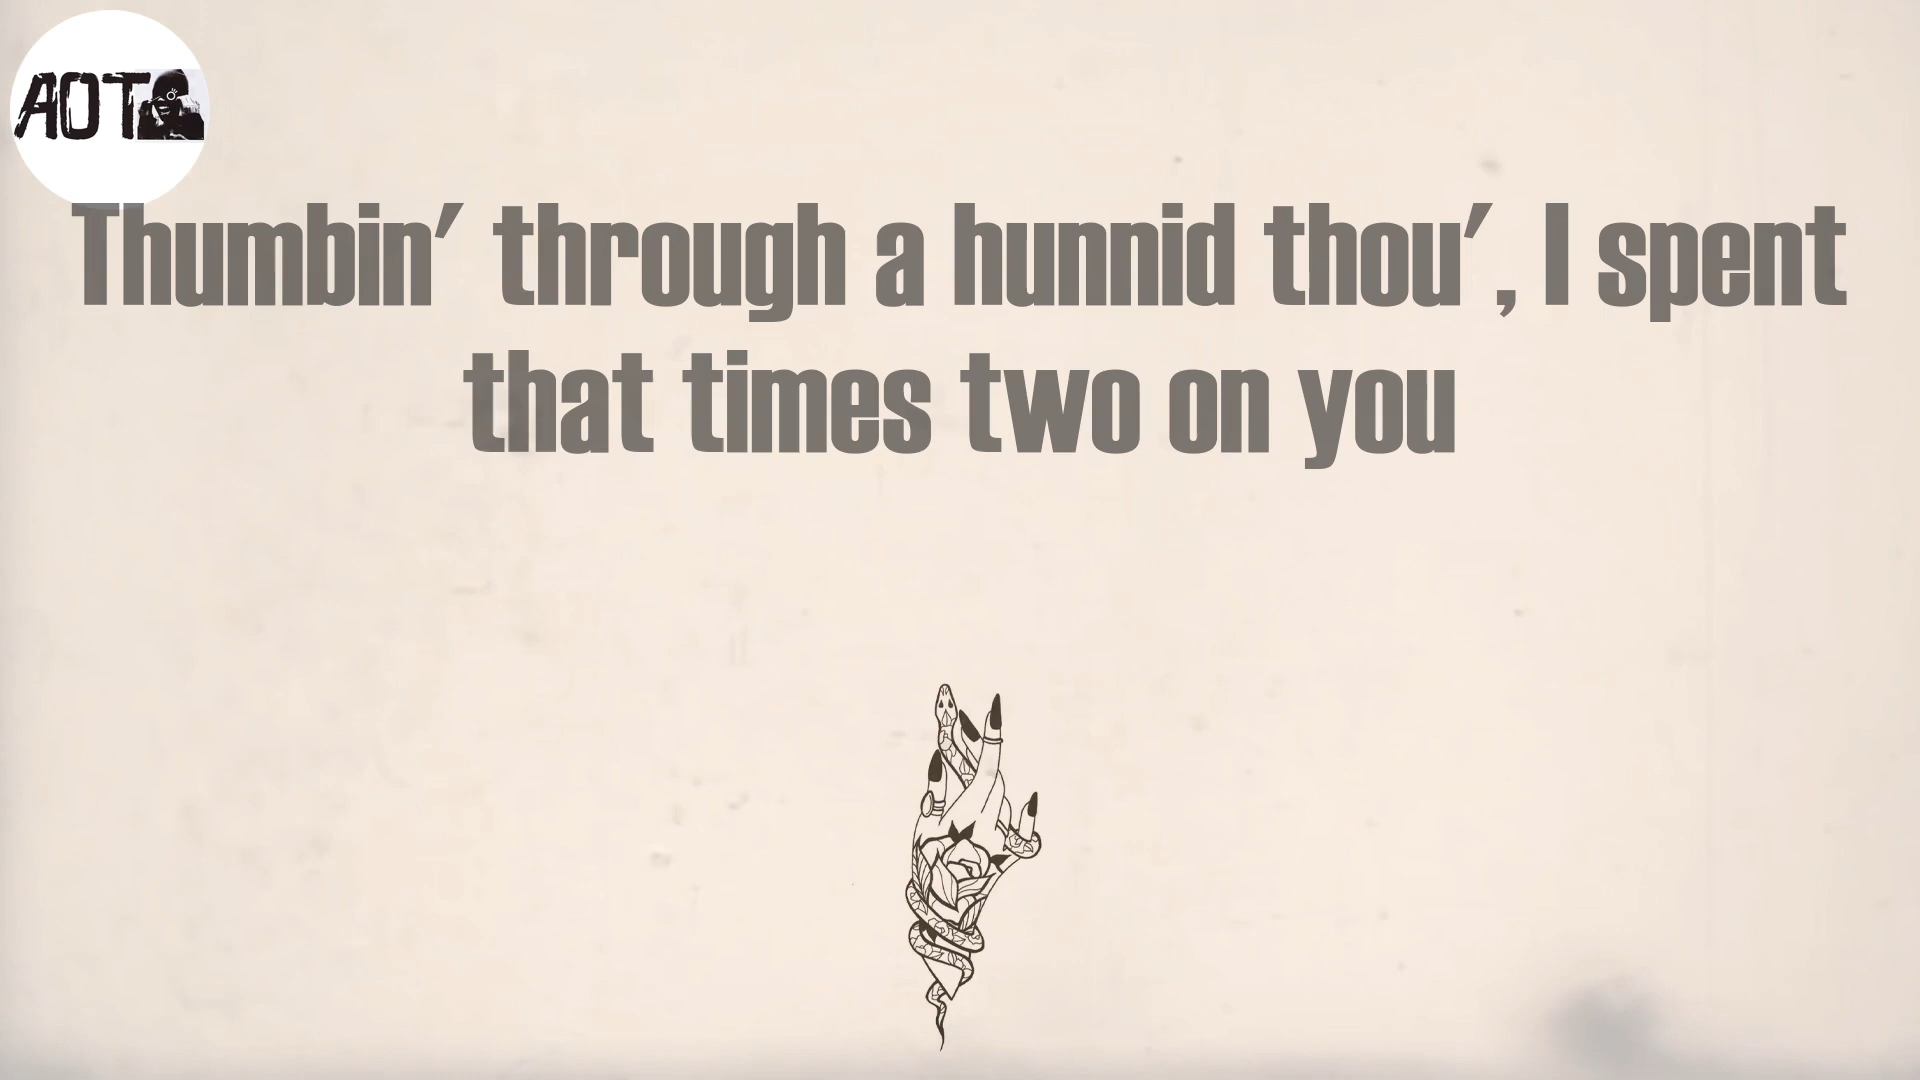 AOT
Thumbin' through a hunnid thou', I spent
that times two on you